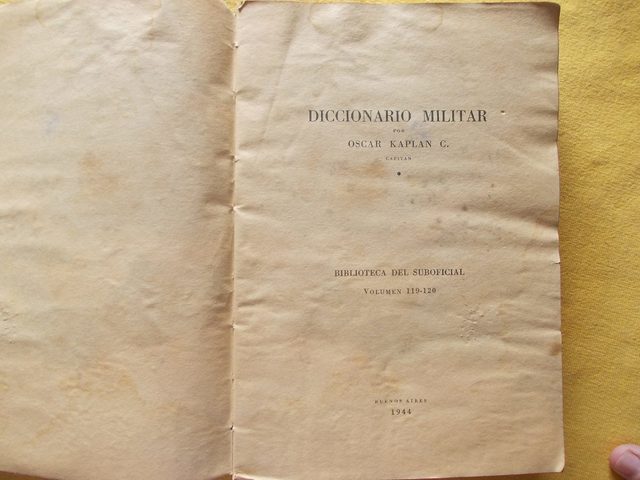 DICCIONARIO MILITAR
POR
OSCAR KAPLAN C.
CAPITAN
BIBLIOTECA DEL SUBOFICIAL
VOLUMEN 119-120
BUENOS AIRES
1944